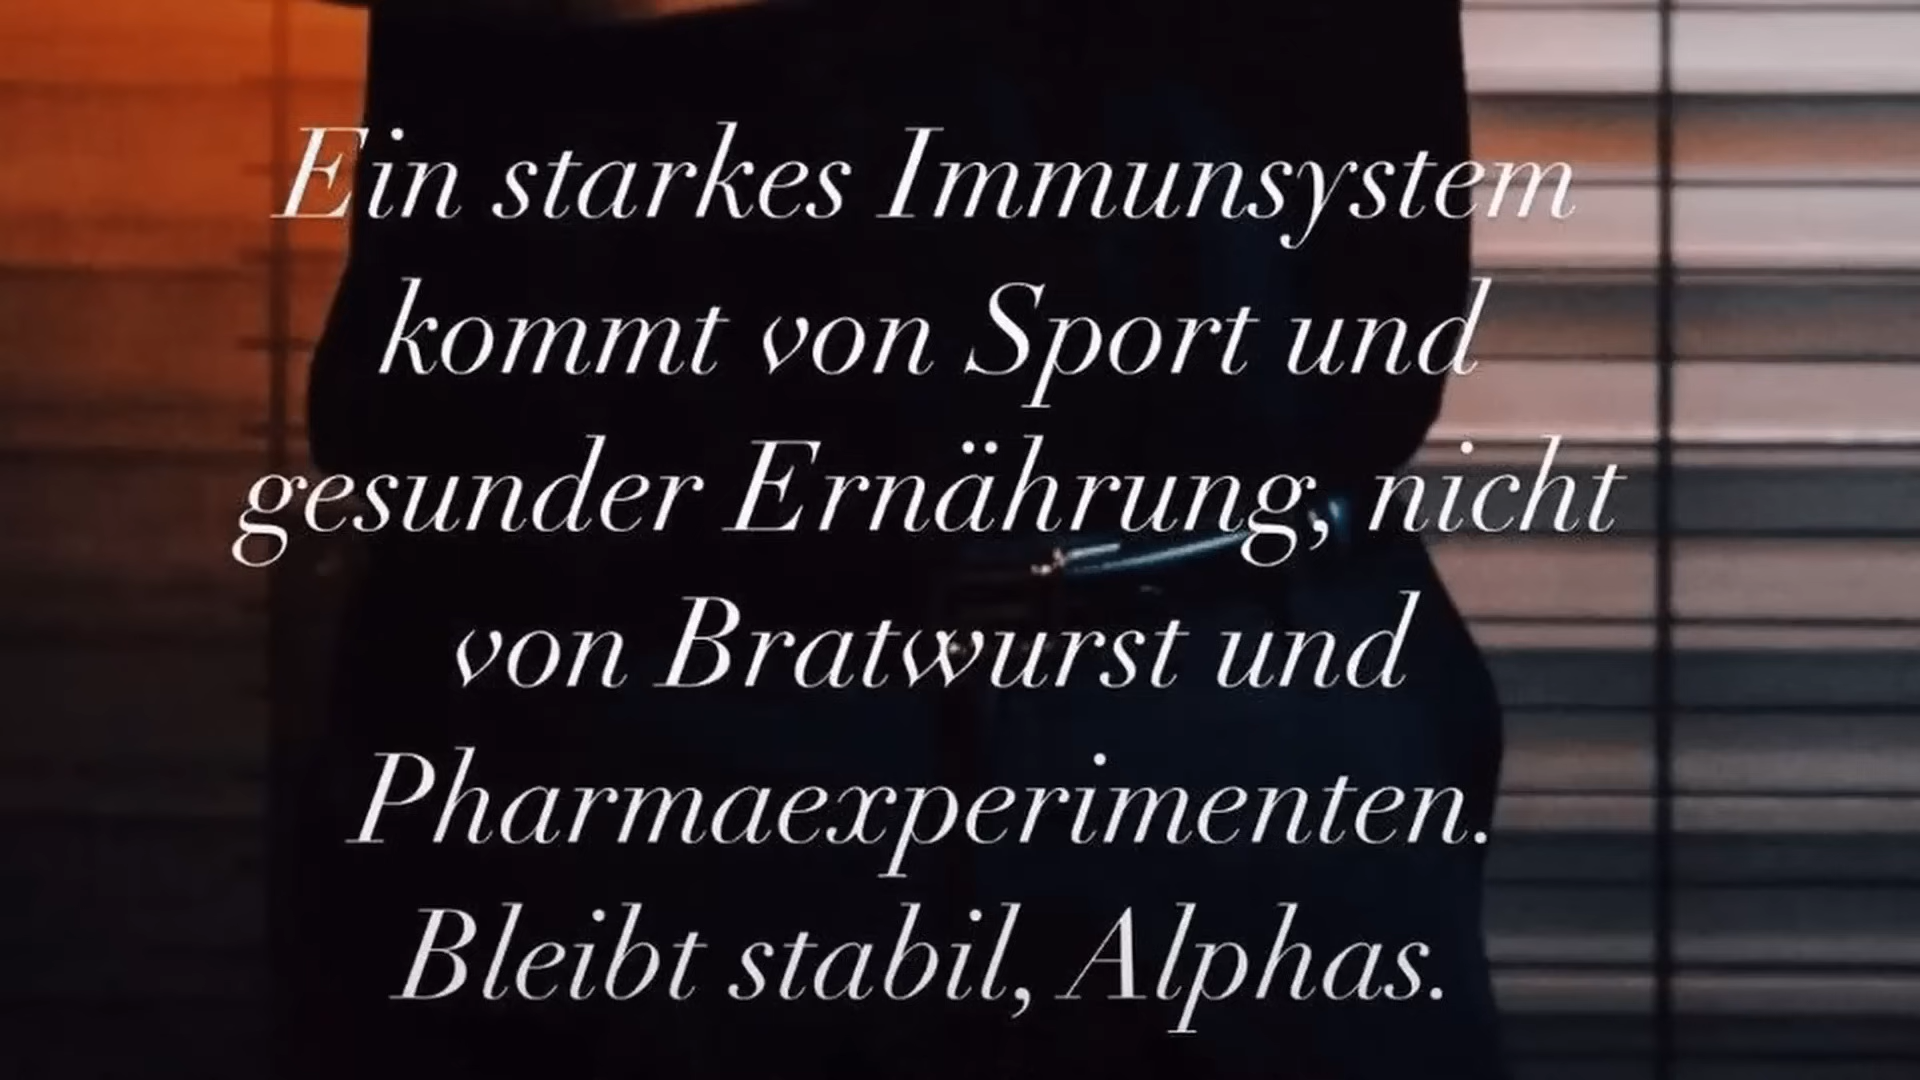 Ein starkes Immunsystem
kommt von Sport und
gesunder Ernährung, nicht
von Bratwurst und
Pharmaexperimenten.
Bleibt stabil, Alphas.